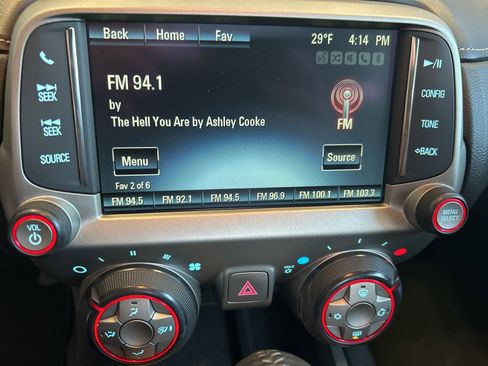 Back Home Fav 29°F 4:14 PM
FM 94.1
by
The Hell You Are by Ashley Cooke
FM
Menu
Source
Fav 2 of 6
FM 94.5 FM 92.1 FM 94.5 FM 96.9 FM 100.1 FM 103.3
SEEK
SEEK
SOURCE
CONFIG
TONE
BACK
VOL
MENU
SELECT
MAX